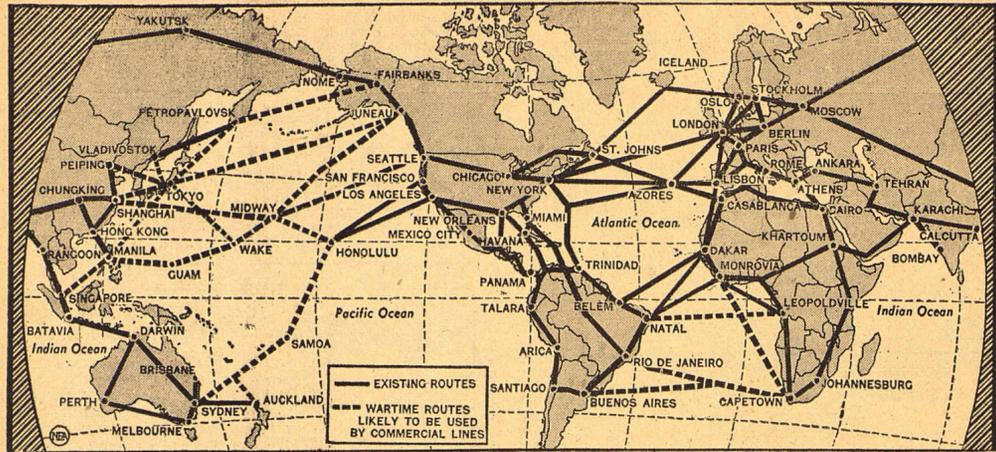 YAKUTSK
NOME
FAIRBANKS
ICELAND
PETROPAVLOVSK
JUNEAU
OSLO
STOCKHOLM
MOSCOW
LONDON
BERLIN
VLADIVOSTOK
PEIPING
SEATTLE
CHICAGO
ST. JOHNS
PARIS
ROME
ANKARA
SAN FRANCISCO
NEW YORK
LISBON
ATHENS
TEHRAN
CHUNGKING
TOKYO
LOS ANGELES
AZORES
CASABLANCA
CAIRO
KARACHI
SHANGHAI
MIDWAY
NEW ORLEANS
MIAMI
Atlantic Ocean
HONG KONG
MEXICO CITY
HAVANA
KHARTOUM
CALCUTTA
RANGOON
MANILA
WAKE
HONOLULU
DAKAR
BOMBAY
GUAM
PANAMA
TRINIDAD
MONROVIA
SINGAPORE
TALARA
BELEM
LEOPOLDVILLE
Pacific Ocean
Indian Ocean
BATAVIA
DARWIN
NATAL
Indian Ocean
SAMOA
ARICA
BRISBANE
RIO DE JANEIRO
EXISTING ROUTES
SANTIAGO
JOHANNESBURG
PERTH
SYDNEY
AUCKLAND
WARTIME ROUTES
LIKELY TO BE USED
BY COMMERCIAL LINES
BUENOS AIRES
CAPETOWN
MELBOURNE
NEA